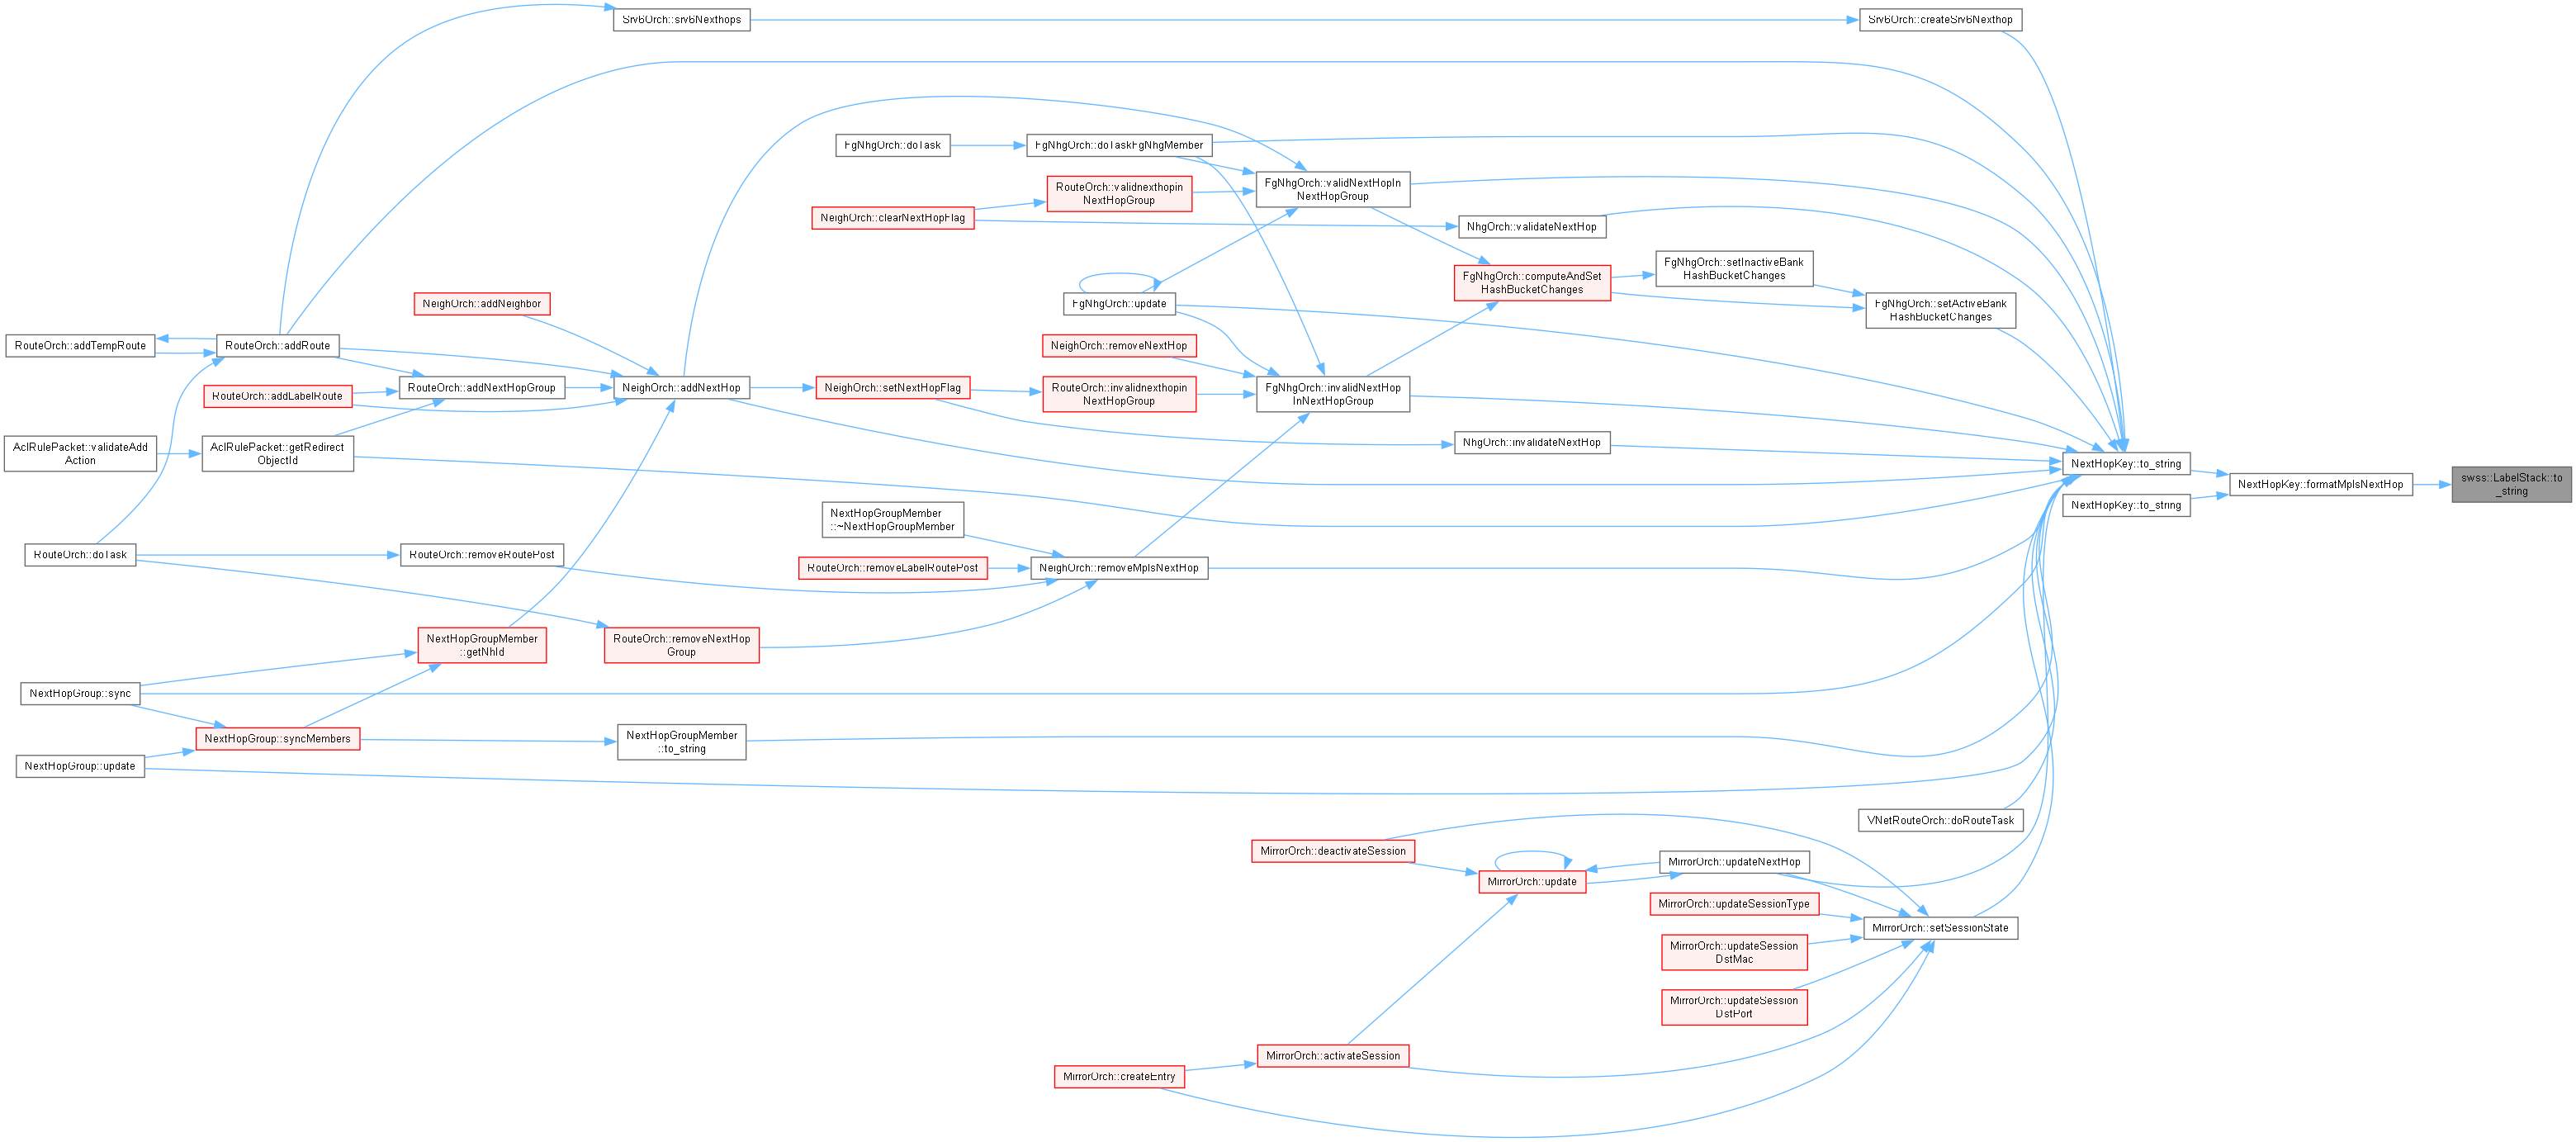 Srv6Orch::srv6Nexthops
Srv6Orch::createSrv6Nexthop
FgNhgOrch::doTask
FgNhgOrch::doTaskFgNhgMember
RouteOrch::validnexthopin
NextHopGroup
FgNhgOrch::validNextHopIn
NextHopGroup
NeighOrch::clearNextHopFlag
NhgOrch::validateNextHop
FgNhgOrch::setInactiveBank
HashBucketChanges
FgNhgOrch::computeAndSet
HashBucketChanges
FgNhgOrch::setActiveBank
HashBucketChanges
FgNhgOrch::update
NeighOrch::addNeighbor
RouteOrch::addTempRoute
RouteOrch::addRoute
NeighOrch::removeNextHop
RouteOrch::addLabelRoute
RouteOrch::addNextHopGroup
NeighOrch::addNextHop
NeighOrch::setNextHopFlag
RouteOrch::invalidnexthopin
NextHopGroup
FgNhgOrch::invalidNextHop
InNextHopGroup
AclRulePacket::validateAdd
Action
AclRulePacket::getRedirect
ObjectId
NhgOrch::invalidateNextHop
NextHopKey::to_string
NextHopKey::to_string
NextHopKey::formatMplsNextHop
swss::LabelStack::to
_string
NextHopGroupMember
::~NextHopGroupMember
RouteOrch::doTask
RouteOrch::removeRoutePost
RouteOrch::removeLabelRoutePost
NeighOrch::removeMplsNextHop
NextHopGroupMember
::getNhId
RouteOrch::removeNextHop
Group
NextHopGroup::sync
NextHopGroup::syncMembers
NextHopGroupMember
::to_string
NextHopGroup::update
VNetRouteOrch::doRouteTask
MirrorOrch::deactivateSession
MirrorOrch::updateNextHop
MirrorOrch::update
MirrorOrch::updateSessionType
MirrorOrch::setSessionState
MirrorOrch::updateSession
DstMac
MirrorOrch::updateSession
DstPort
MirrorOrch::activateSession
MirrorOrch::createEntry